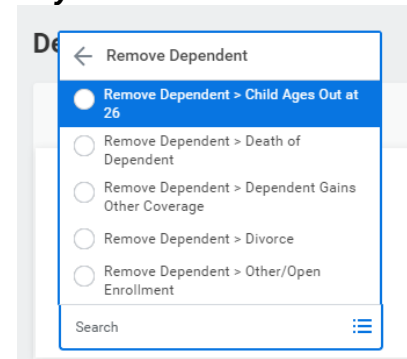 De
Remove Dependent
Remove Dependent > Child Ages Out at
26
Remove Dependent > Death of
Dependent
Remove Dependent > Dependent Gains
Other Coverage
Remove Dependent > Divorce
Remove Dependent > Other/Open
Enrollment
Search